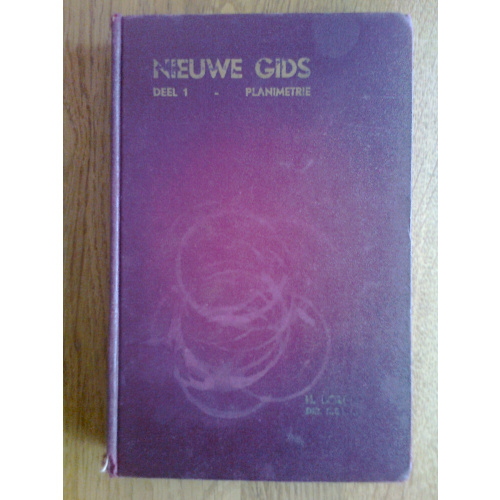 NIEUWE GIDS
DEEL 1 - PLANIMETRIE
H.